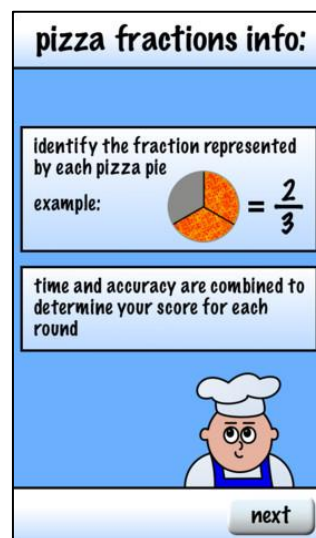 pizza fractions info:
identify the fraction represented
by each pizza pie
example:
= 2/3
time and accuracy are combined to
determine your score for each
round
next